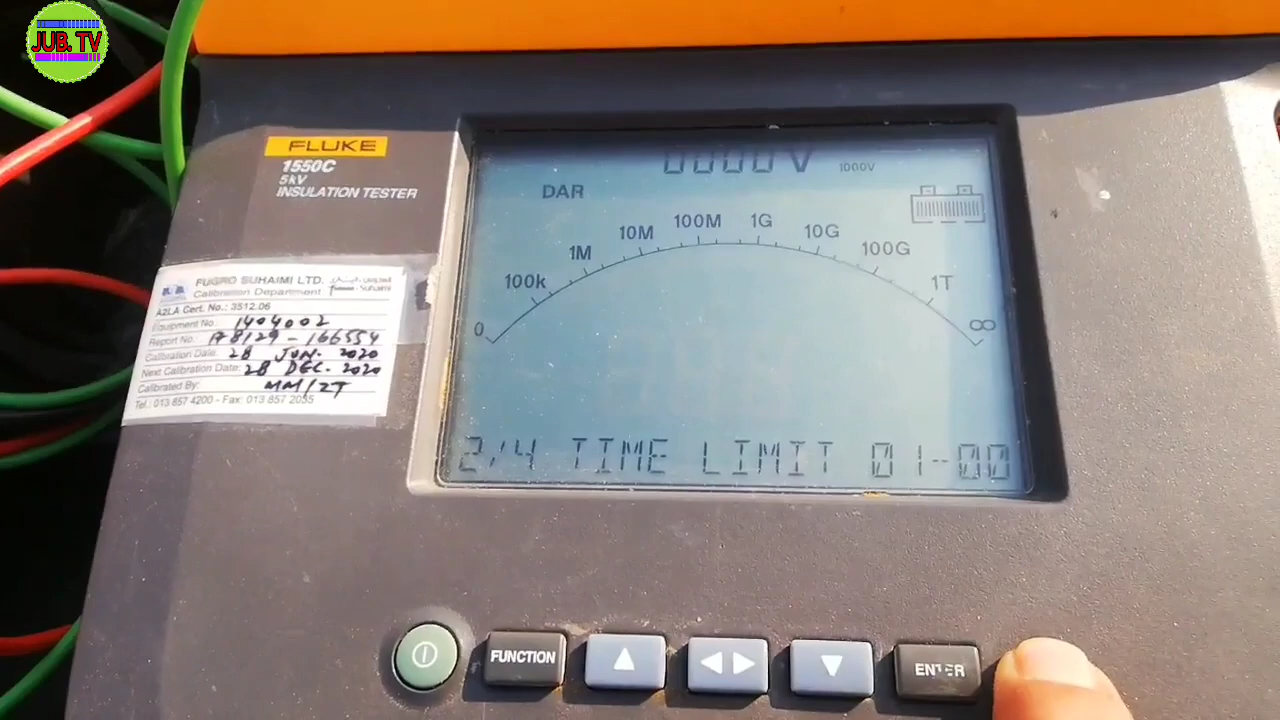 JUB. TV
FLUKE
1550C
5kV
INSULATION TESTER
0000 V 1000V
DAR
0 100k 1M 10M 100M 1G 10G 100G 1T ∞
2/4 TIME LIMIT 01-00
FUGRO SUHAIMI LTD.
Calibration Department
A2LA Cert. No.: 3512.06
Equipment No. 1404002
Report No. A8129-166554
Calibration Date: 28 JUN. 2020
Next Calibration Date: 28 DEC. 2020
Calibrated By: MM/ZT
Tel.: 013 857 4200 - Fax: 013 857 2035
FUNCTION
ENTER